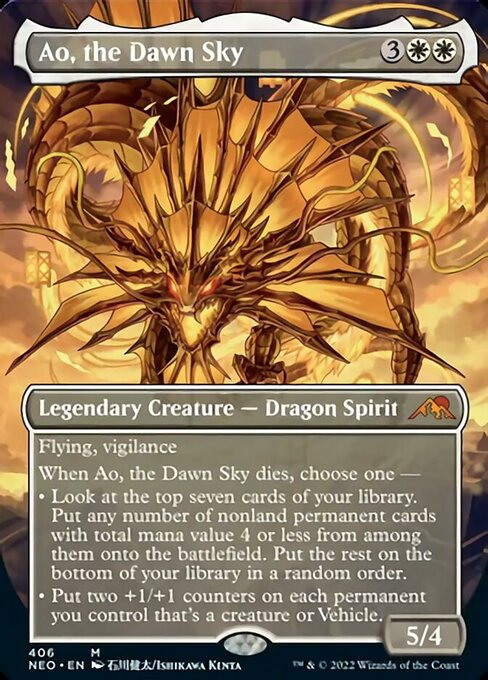 Ao, the Dawn Sky 3
Legendary Creature — Dragon Spirit
Flying, vigilance
When Ao, the Dawn Sky dies, choose one —
• Look at the top seven cards of your library.
Put any number of nonland permanent cards
with total mana value 4 or less from among
them onto the battlefield. Put the rest on the
bottom of your library in a random order.
• Put two +1/+1 counters on each permanent
you control that's a creature or Vehicle.
5/4
406 M
NEO • EN 石川健太/Ishikawa Kenta
™ & © 2022 Wizards of the Coast